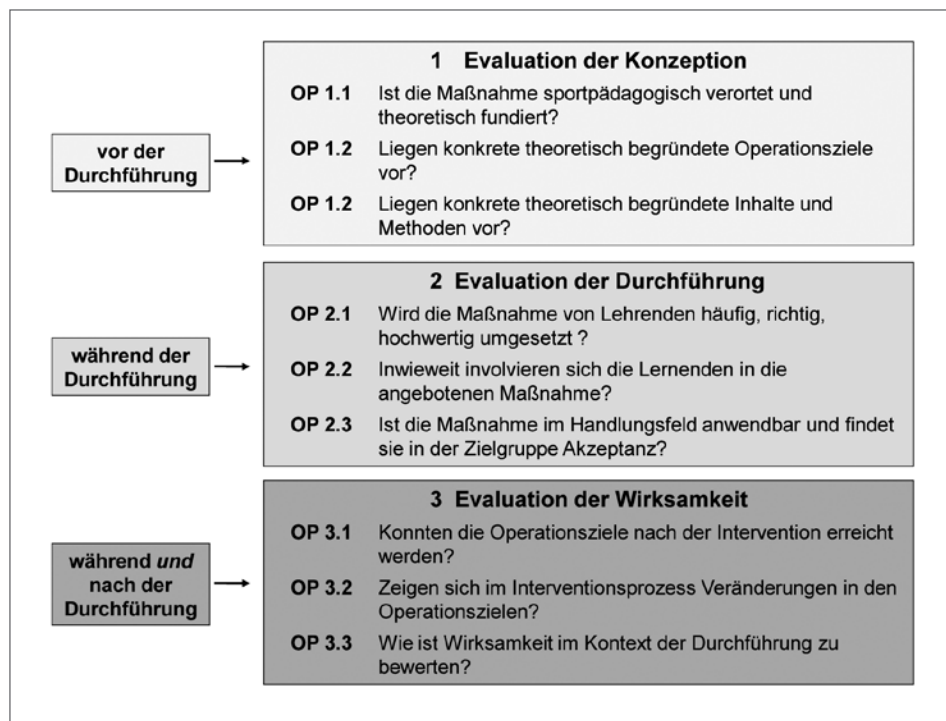 1 Evaluation der Konzeption
OP 1.1 Ist die Maßnahme sportpädagogisch verortet und
theoretisch fundiert?
vor der
Durchführung
OP 1.2 Liegen konkrete theoretisch begründete Operationsziele
vor?
OP 1.2 Liegen konkrete theoretisch begründete Inhalte und
Methoden vor?
2 Evaluation der Durchführung
OP 2.1 Wird die Maßnahme von Lehrenden häufig, richtig,
hochwertig umgesetzt ?
während der
Durchführung
OP 2.2 Inwieweit involvieren sich die Lernenden in die
angebotenen Maßnahme?
OP 2.3 Ist die Maßnahme im Handlungsfeld anwendbar und findet
sie in der Zielgruppe Akzeptanz?
3 Evaluation der Wirksamkeit
OP 3.1 Konnten die Operationsziele nach der Intervention erreicht
werden?
während und
nach der
Durchführung
OP 3.2 Zeigen sich im Interventionsprozess Veränderungen in den
Operationszielen?
OP 3.3 Wie ist Wirksamkeit im Kontext der Durchführung zu
bewerten?